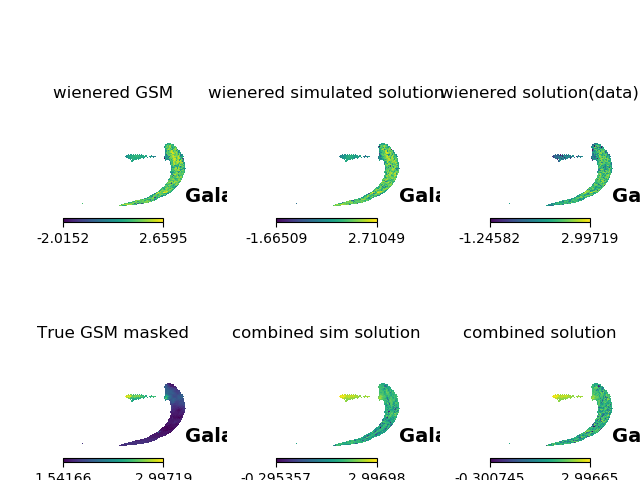 wienered GSM
wienered simulated solution
wienered solution(data)
Gala
Gala
Ga
-2.0152 2.6595
-1.66509 2.71049
-1.24582 2.99719
True GSM masked
combined sim solution
combined solution
Gala
Gala
Ga
1.54166 2.99719
-0.295357 2.99698
-0.300745 2.99665